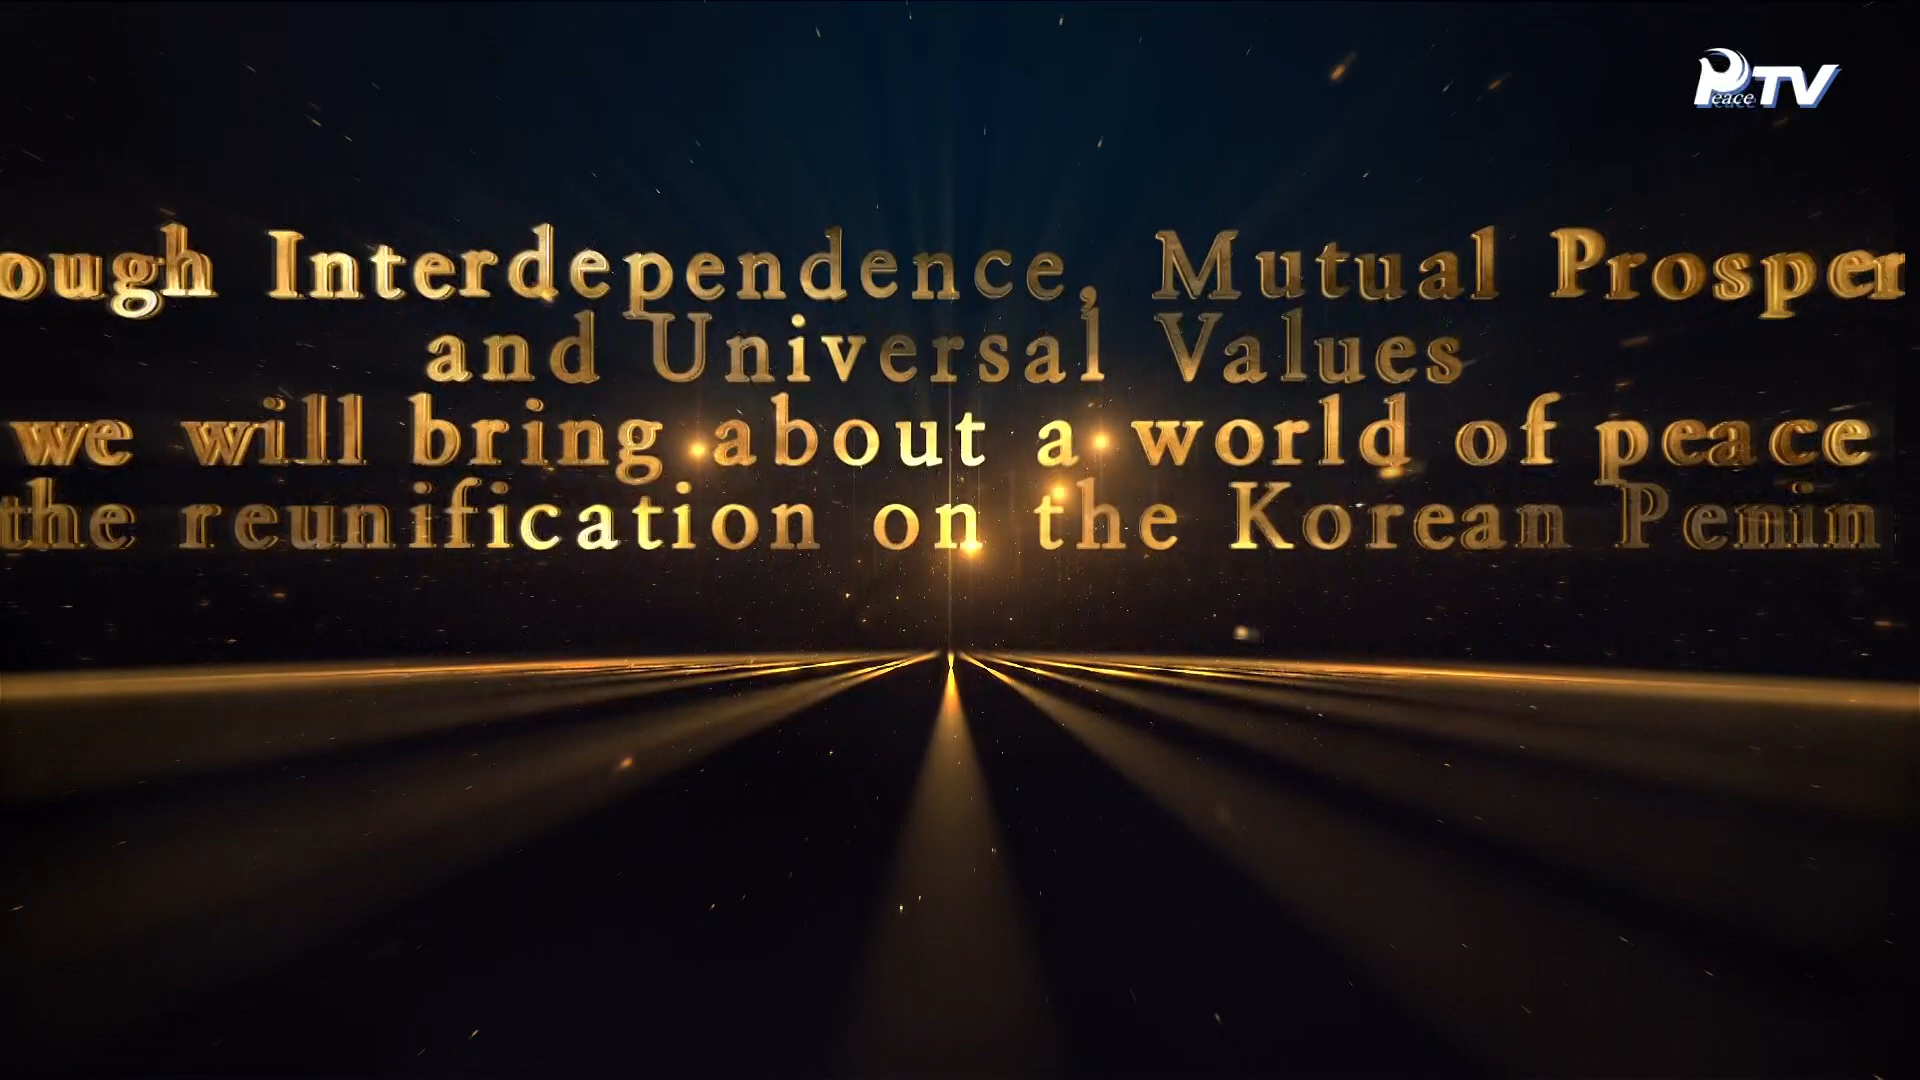 PeaceTV
ough Interdependence, Mutual Prosper
and Universal Values
we will bring about a world of peace
the reunification on the Korean Penin